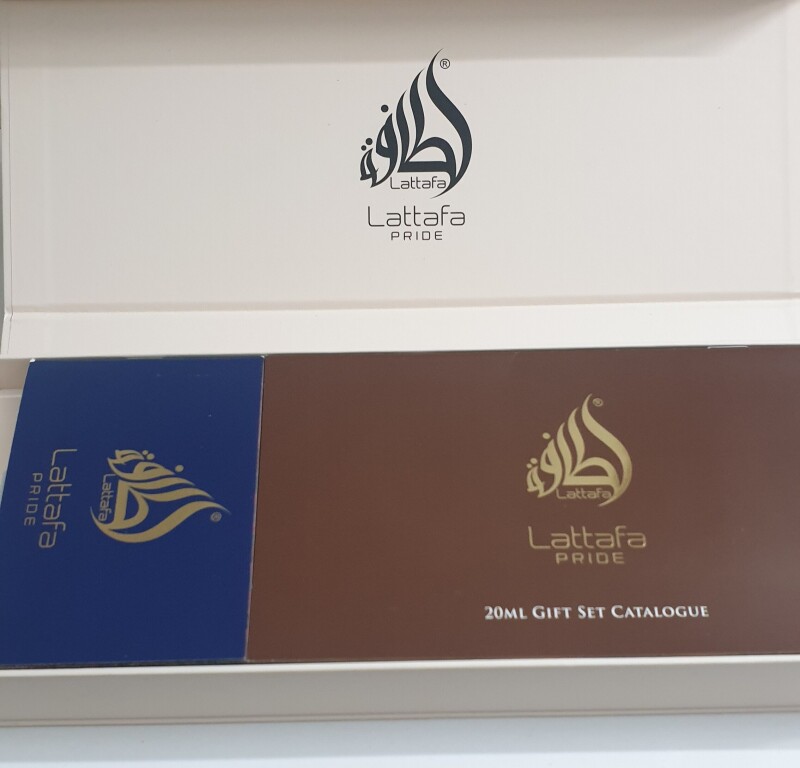 ®
لطافة
Lattafa
Lattafa
PRIDE
®
لطافة
Lattafa
Lattafa
PRIDE
®
لطافة
Lattafa
Lattafa
PRIDE
20ML GIFT SET CATALOGUE